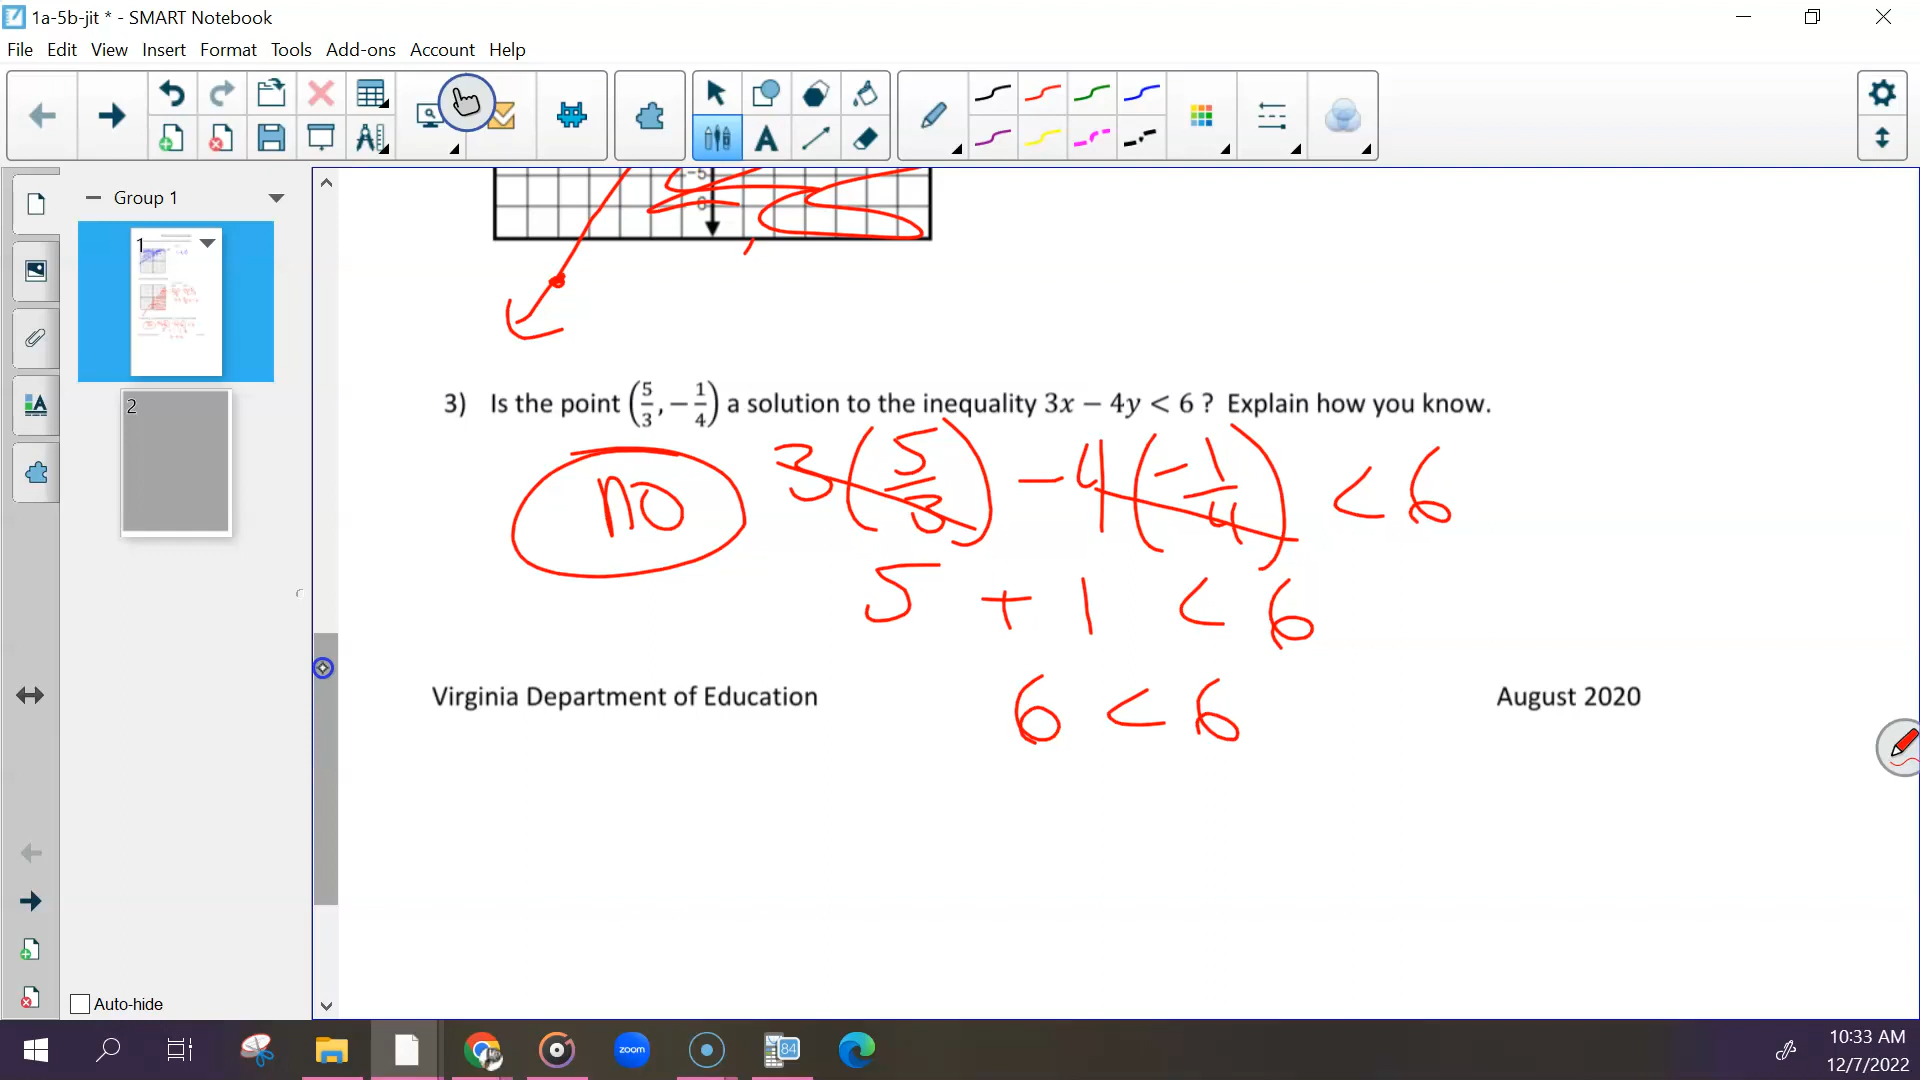 1a-5b-jit * - SMART Notebook
File Edit View Insert Format Tools Add-ons Account Help
Group 1
1
2
-5
3) Is the point (5/3, −1/4) a solution to the inequality 3x − 4y < 6 ? Explain how you know.
no 3(5/3) − 4(−1/4) < 6
5 + 1 < 6
Virginia Department of Education August 2020
6 < 6
Auto-hide
zoom
84
10:33 AM
12/7/2022